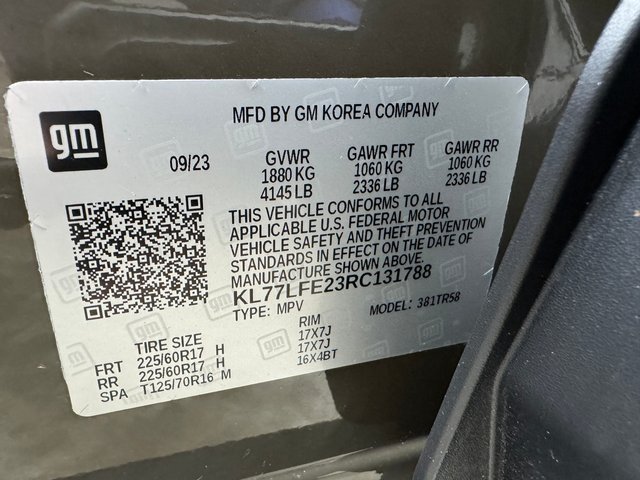 gm
MFD BY GM KOREA COMPANY
09/23
GVWR GAWR FRT GAWR RR
1880 KG 1060 KG 1060 KG
4145 LB 2336 LB 2336 LB
THIS VEHICLE CONFORMS TO ALL
APPLICABLE U.S. FEDERAL MOTOR
VEHICLE SAFETY AND THEFT PREVENTION
STANDARDS IN EFFECT ON THE DATE OF
MANUFACTURE SHOWN ABOVE.
KL77LFE23RC131788
TYPE: MPV MODEL: 381TR58
TIRE SIZE RIM
FRT 225/60R17 H 17X7J
RR 225/60R17 H 17X7J
SPA T125/70R16 M 16X4BT